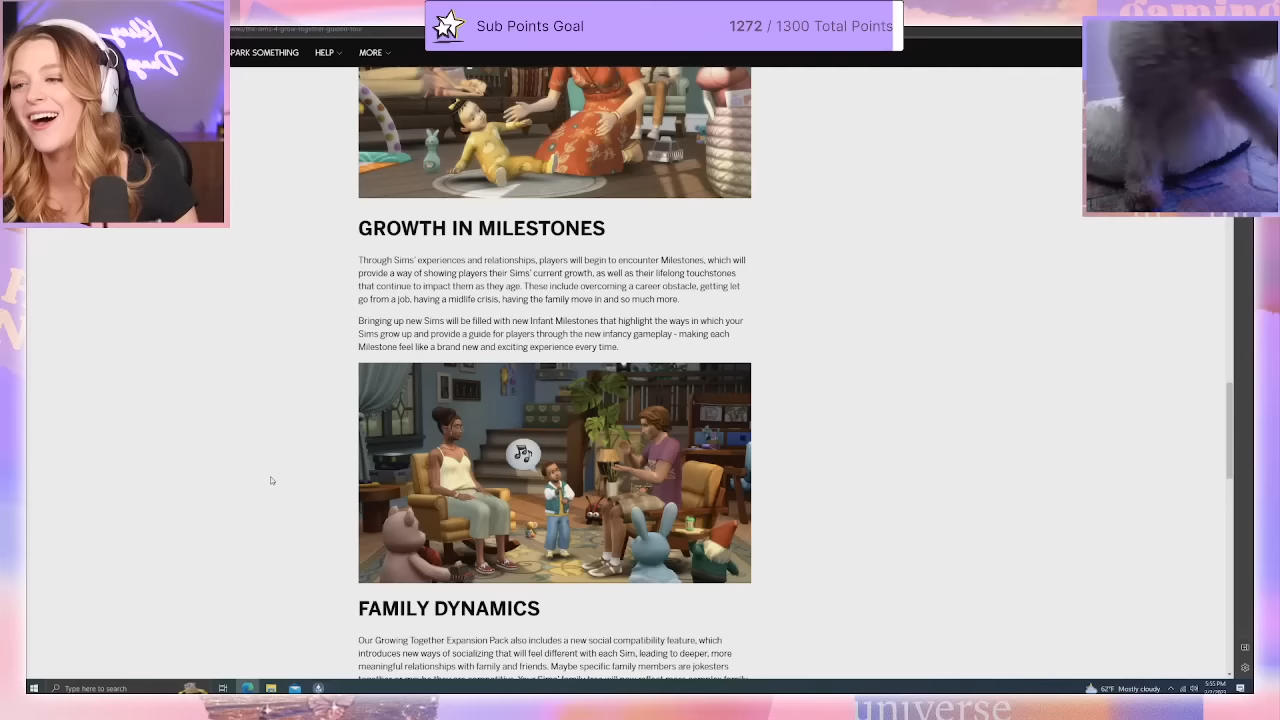 Sub Points Goal 1272 / 1300 Total Points
SPARK SOMETHING HELP MORE
GROWTH IN MILESTONES
Through Sims' experiences and relationships, players will begin to encounter Milestones, which will
provide a way of showing players their Sims' current growth, as well as their lifelong touchstones
that continue to impact them as they age. These include overcoming a career obstacle, getting let
go from a job, having a midlife crisis, having the family move in and so much more.
Bringing up new Sims will be filled with new Infant Milestones that highlight the ways in which your
Sims grow up and provide a guide for players through the new infancy gameplay - making each
Milestone feel like a brand new and exciting experience every time.
FAMILY DYNAMICS
Our Growing Together Expansion Pack also includes a new social compatibility feature, which
introduces new ways of socializing that will feel different with each Sim, leading to deeper, more
meaningful relationships with family and friends. Maybe specific family members are jokesters
Type here to search
62°F Mostly cloudy
5:55 PM
universe
gaming